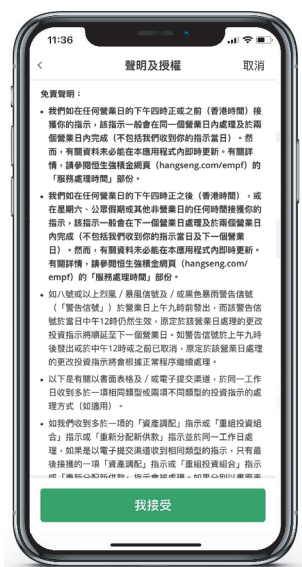 11:36
聲明及授權
取消
免責聲明：
• 我們如在任何營業日的下午四時正或之前（香港時間）接
獲你的指示，該指示一般會在同一個營業日內處理及於兩
個營業日內完成（不包括我們收到你的指示當日）。然
而，有關資料未必能在本應用程式內即時更新。有關詳
情，請參閱恒生強積金網頁（hangseng.com/empf）的
「服務處理時間」部份。
• 我們如在任何營業日的下午四時正之後（香港時間），或
在星期六、公眾假期或其他非營業日的任何時間接獲你的
指示，該指示一般會在下一個營業日處理及於兩個營業日
內完成（不包括我們收到你的指示當日及下一個營業
日）。然而，有關資料未必能在本應用程式內即時更新。
有關詳情，請參閱恒生強積金網頁（hangseng.com/
empf）的「服務處理時間」部份。
• 如八號或以上烈風 / 暴風信號及 / 或黑色暴雨警告信號
（「警告信號」）於營業日上午九時前發出，而該警告信
號於當日中午12時仍然生效，原定於該營業日處理的更改
投資指示將順延至下一個營業日。如警告信號於上午九時
後發出或於中午12時或之前已取消，原定於該營業日處理
的更改投資指示將會根據正常程序繼續處理。
• 以下是有關以書面表格及 / 或電子提交渠道，於同一工作
日收到多於一項相同類型或兩項不同類型的投資指示的處
理方式（如適用）。
• 如我們收到多於一項的「資產調配」指示或「重組投資組
合」指示或「重新分配新供款」指示並於同一工作日處
理，如果是以電子提交渠道收到相同類型的指示，只有最
後接獲的一項「資產調配」指示或「重組投資組合」指示
或「重新分配新供款」指示會被處理。如果分別以書面表
我接受